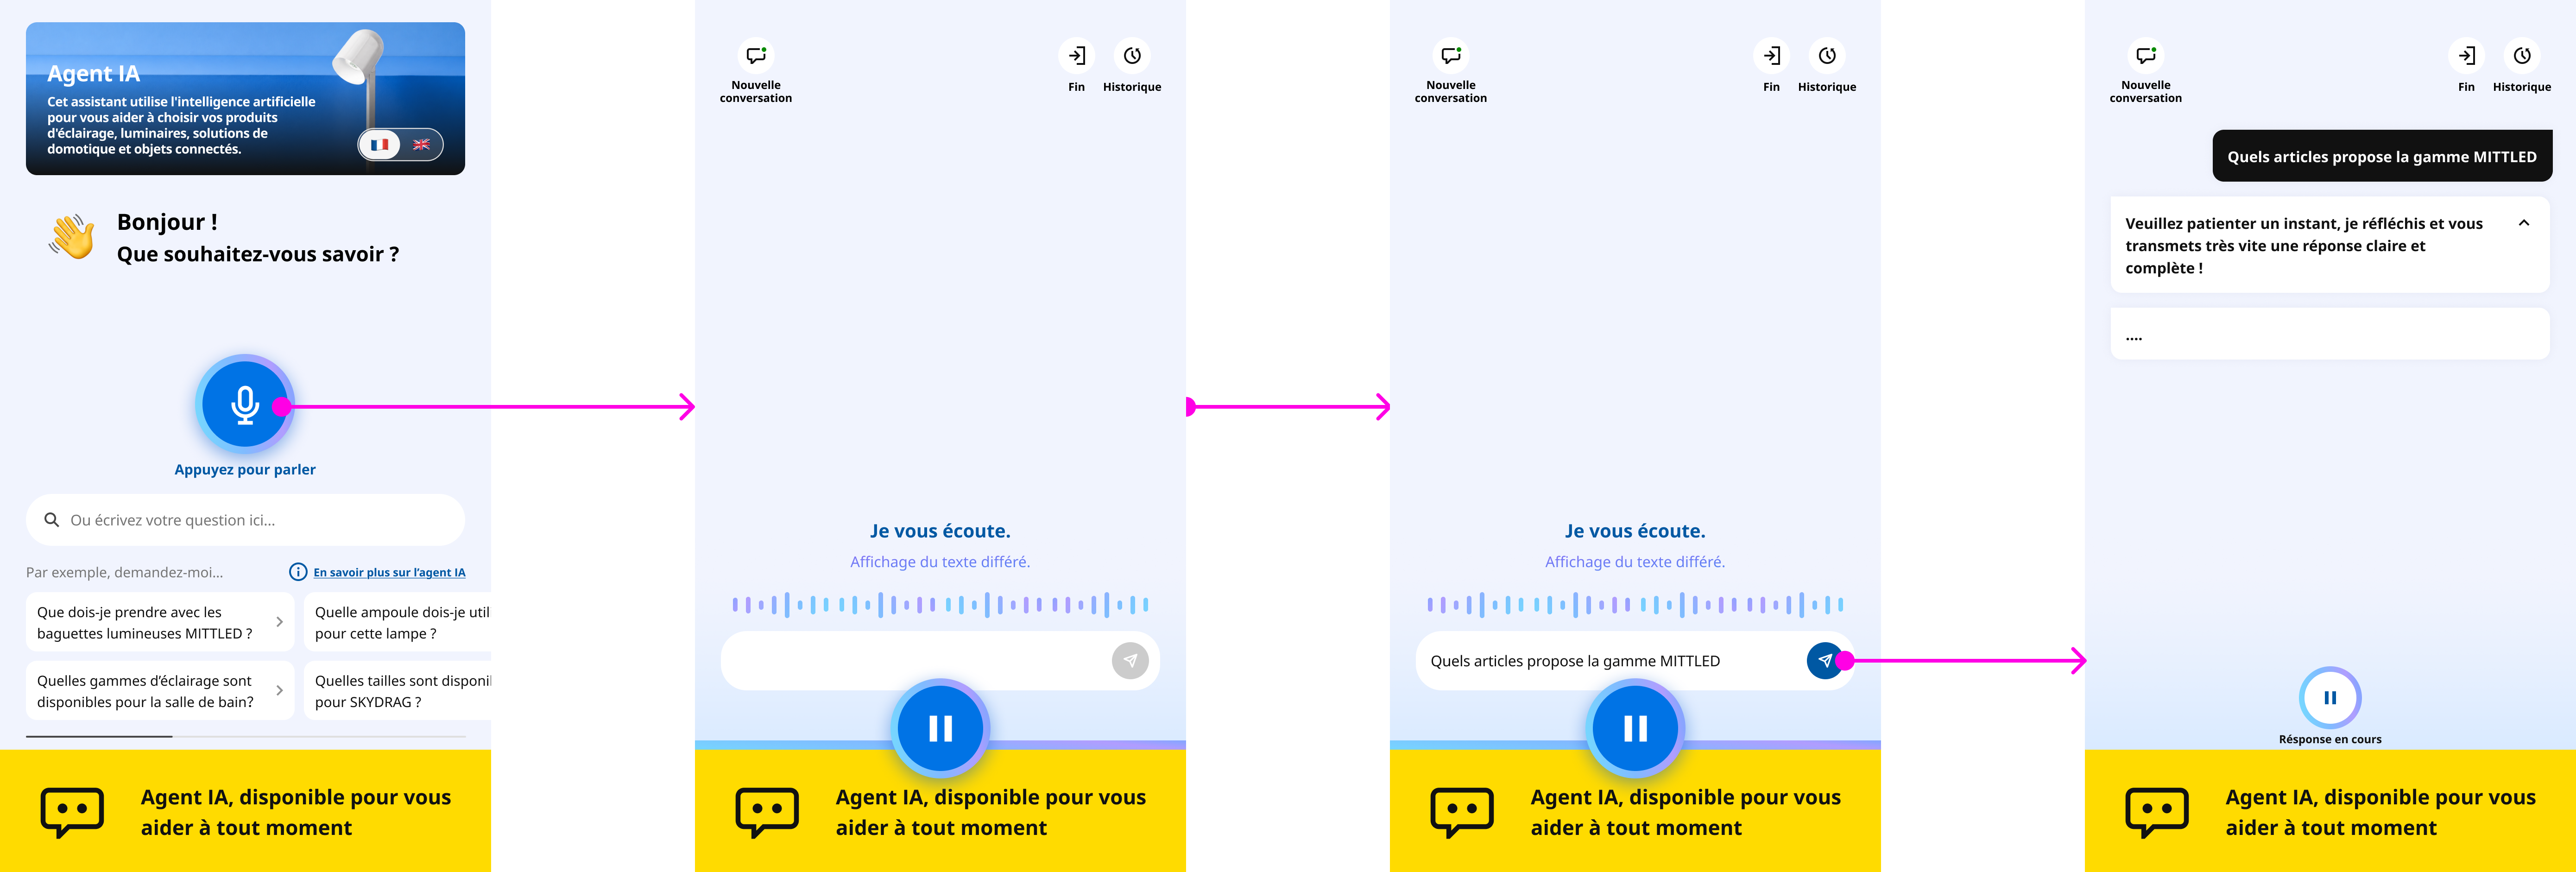 Agent IA
Cet assistant utilise l'intelligence artificielle
pour vous aider à choisir vos produits
d'éclairage, luminaires, solutions de
domotique et objets connectés.
Bonjour !
Que souhaitez-vous savoir ?
Appuyez pour parler
Ou écrivez votre question ici...
Par exemple, demandez-moi...
En savoir plus sur l'agent IA
Que dois-je prendre avec les
baguettes lumineuses MITTLED ?
Quelle ampoule dois-je util
pour cette lampe ?
Quelles gammes d'éclairage sont
disponibles pour la salle de bain?
Quelles tailles sont disponil
pour SKYDRAG ?
Agent IA, disponible pour vous
aider à tout moment
Nouvelle
conversation
Fin
Historique
Je vous écoute.
Affichage du texte différé.
Agent IA, disponible pour vous
aider à tout moment
Nouvelle
conversation
Fin
Historique
Je vous écoute.
Affichage du texte différé.
Quels articles propose la gamme MITTLED
Agent IA, disponible pour vous
aider à tout moment
Nouvelle
conversation
Fin
Historique
Quels articles propose la gamme MITTLED
Veuillez patienter un instant, je réfléchis et vous
transmets très vite une réponse claire et
complète !
....
Résponse en cours
Agent IA, disponible pour vous
aider à tout moment